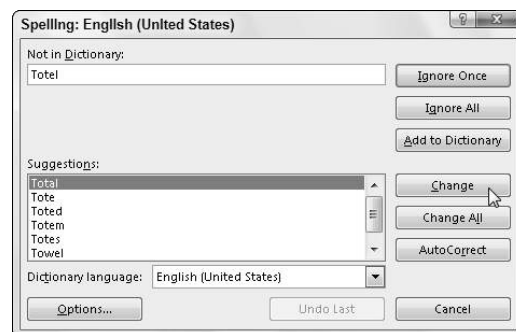 Spelling: English (United States)
Not in Dictionary:
Totel
Ignore Once
Ignore All
Add to Dictionary
Suggestions:
Total
Tote
Toted
Totem
Totes
Towel
Change
Change All
AutoCorrect
Dictionary language: English (United States)
Options...
Undo Last
Cancel